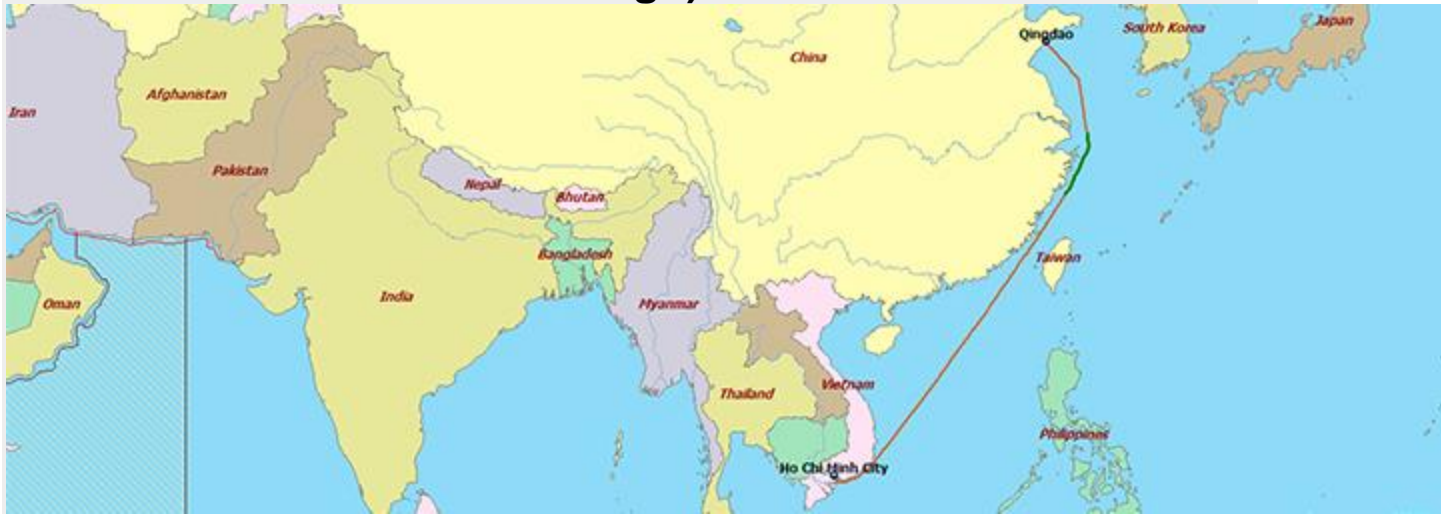 South Korea
Japan
Qingdao
China
Afghanistan
Iran
Pakistan
Nepal
Bhutan
Bangladesh
Taiwan
India
Myanmar
Oman
Vietnam
Thailand
Philippines
Ho Chi Minh City